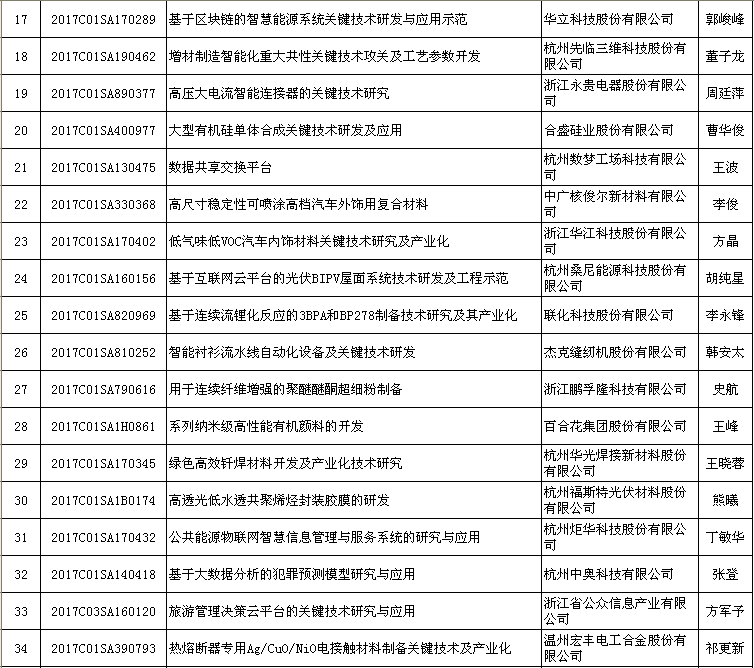 17 2017C01SA170289 基于区块链的智慧能源系统关键技术研发与应用示范 华立科技股份有限公司 郭峻峰
18 2017C01SA190462 增材制造智能化重大共性关键技术攻关及工艺参数开发 杭州先临三维科技股份有限公司 董子龙
19 2017C01SA890377 高压大电流智能连接器的关键技术研究 浙江永贵电器股份有限公司 周廷萍
20 2017C01SA400977 大型有机硅单体合成关键技术研发及应用 合盛硅业股份有限公司 曹华俊
21 2017C01SA130475 数据共享交换平台 杭州数梦工场科技有限公司 王波
22 2017C01SA330368 高尺寸稳定性可喷涂高档汽车外饰用复合材料 中广核俊尔新材料有限公司 李俊
23 2017C01SA170402 低气味低VOC汽车内饰材料关键技术研究及产业化 浙江华江科技股份有限公司 方晶
24 2017C01SA160156 基于互联网云平台的光伏BIPV屋面系统技术研发及工程示范 杭州桑尼能源科技股份有限公司 胡纯星
25 2017C01SA820969 基于连续流锂化反应的3BPA和BP278制备技术研究及其产业化 联化科技股份有限公司 李永锋
26 2017C01SA810252 智能衬衫流水线自动化设备及关键技术研发 杰克缝纫机股份有限公司 韩安太
27 2017C01SA790616 用于连续纤维增强的聚醚醚酮超细粉制备 浙江鹏孚隆科技有限公司 史航
28 2017C01SA1H0861 系列纳米级高性能有机颜料的开发 百合花集团股份有限公司 王峰
29 2017C01SA170345 绿色高效钎焊材料开发及产业化技术研究 杭州华光焊接新材料股份有限公司 王晓蓉
30 2017C01SA1B0174 高透光低水透共聚烯烃封装胶膜的研发 杭州福斯特光伏材料股份有限公司 熊曦
31 2017C01SA170432 公共能源物联网智慧信息管理与服务系统的研究与应用 杭州炬华科技股份有限公司 丁敏华
32 2017C01SA140418 基于大数据分析的犯罪预测模型研究与应用 杭州中奥科技有限公司 张登
33 2017C03SA160120 旅游管理决策云平台的关键技术研究与应用 浙江省公众信息产业有限公司 方军予
34 2017C01SA390793 热熔断器专用Ag/CuO/NiO电接触材料制备关键技术及产业化 温州宏丰电工合金股份有限公司 祁更新